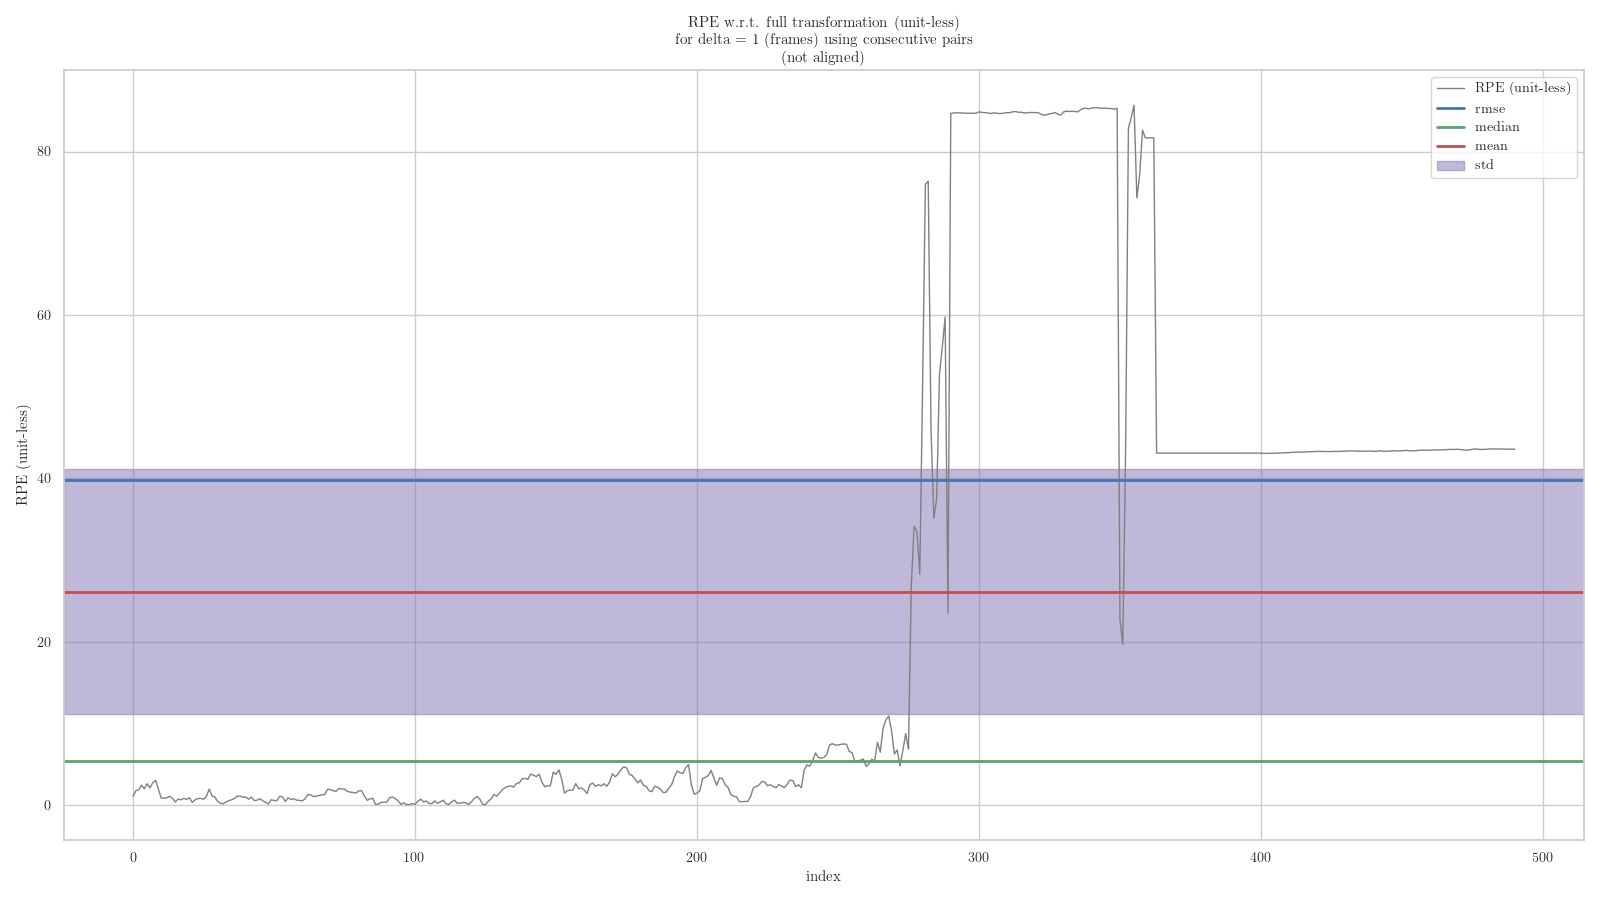 RPE w.r.t. full transformation (unit-less)
for delta = 1 (frames) using consecutive pairs
(not aligned)
RPE (unit-less)
rmse
median
mean
std
RPE (unit-less)
80
60
40
20
0
0
100
200
300
400
500
index